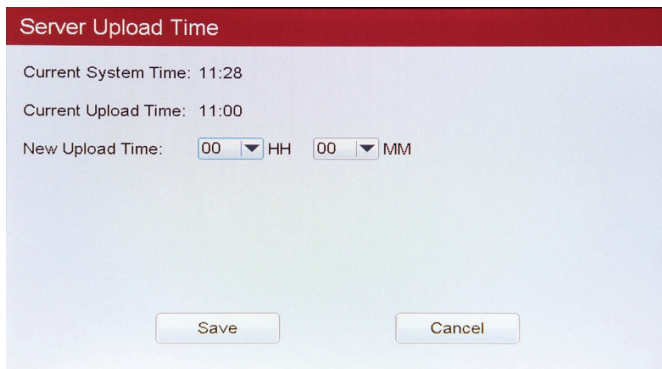 Server Upload Time
Current System Time: 11:28
Current Upload Time: 11:00
New Upload Time: 00 HH 00 MM
Save Cancel